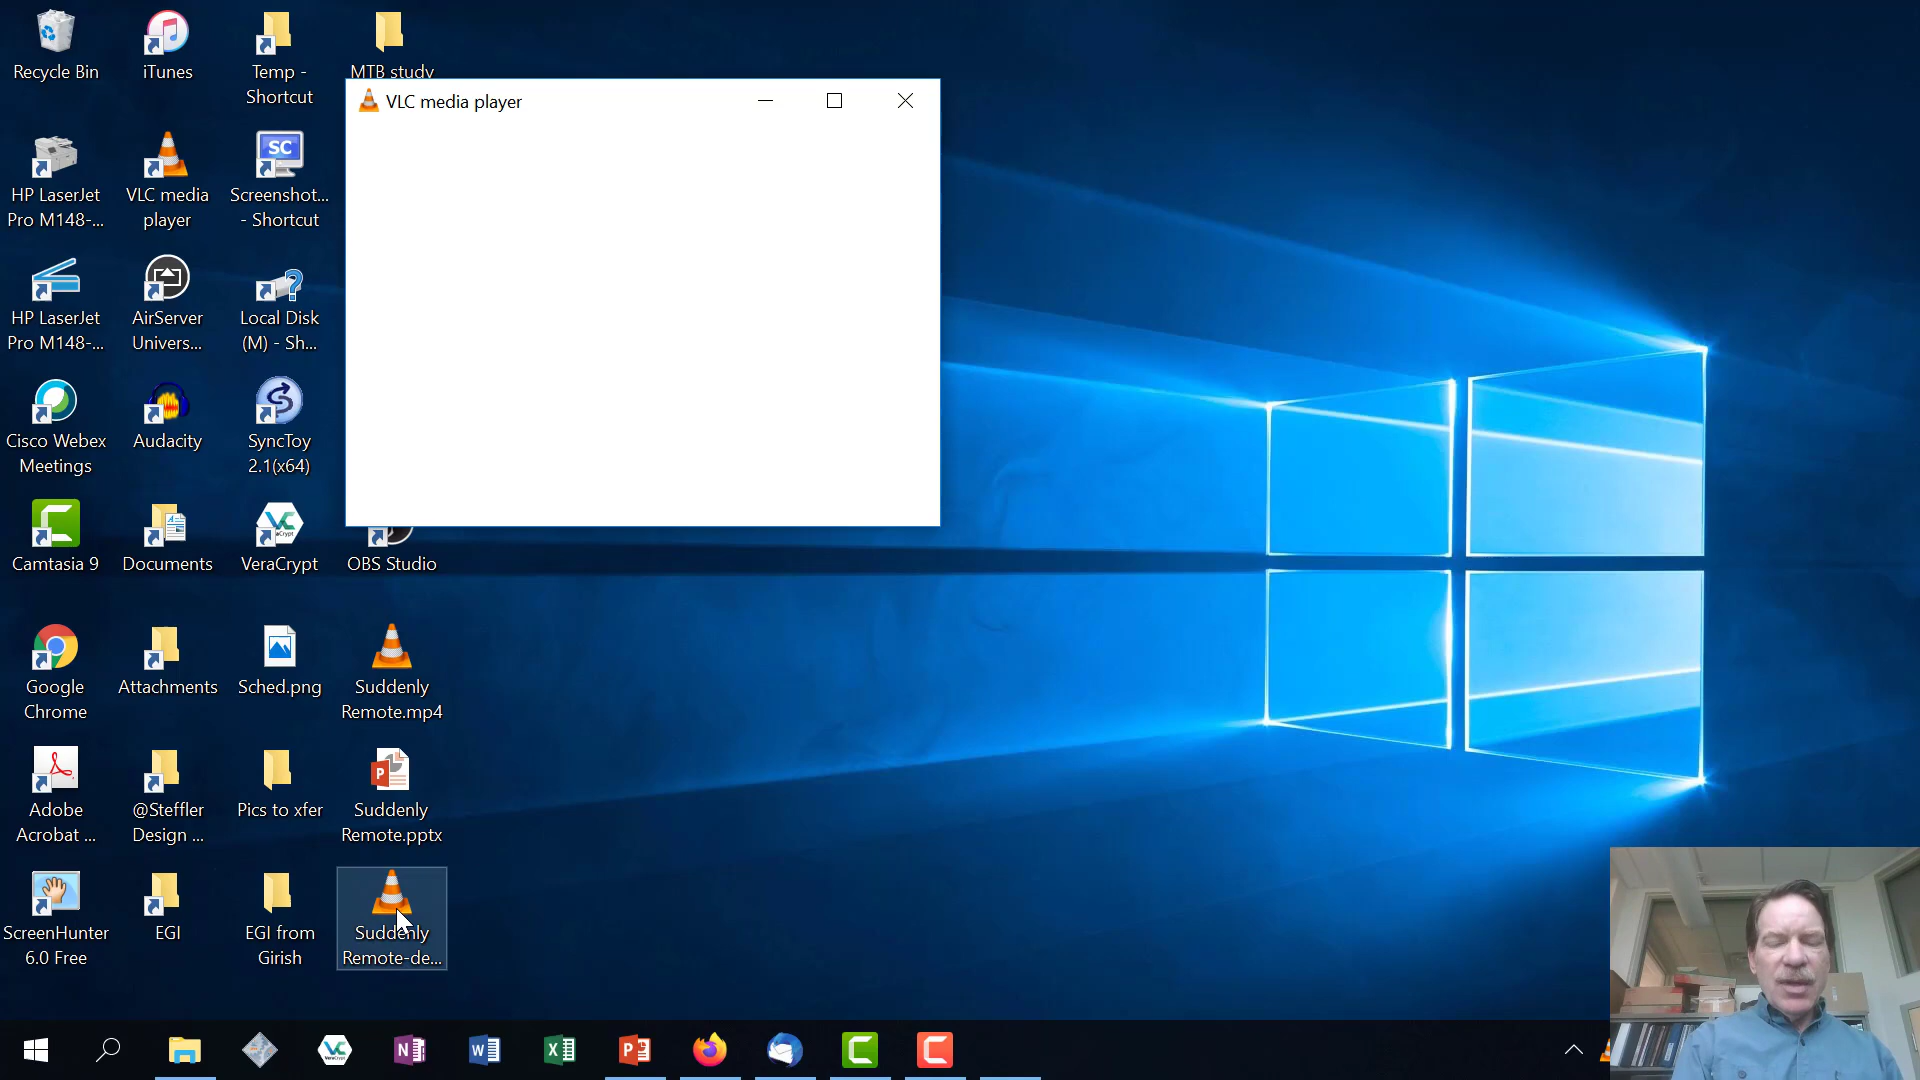 Recycle Bin
iTunes
Temp -
Shortcut
MTB study
VLC media player
HP LaserJet
Pro M148-...
VLC media
player
SC
Screenshot...
- Shortcut
HP LaserJet
Pro M148-...
AirServer
Univers...
Local Disk
(M) - Sh...
Cisco Webex
Meetings
Audacity
SyncToy
2.1(x64)
Camtasia 9
Documents
VC
VeraCrypt
VeraCrypt
OBS Studio
Google
Chrome
Attachments
Sched.png
Suddenly
Remote.mp4
Adobe
Acrobat ...
@Steffler
Design ...
Pics to xfer
P
Suddenly
Remote.pptx
ScreenHunter
6.0 Free
EGI
EGI from
Girish
Suddenly
Remote-de...